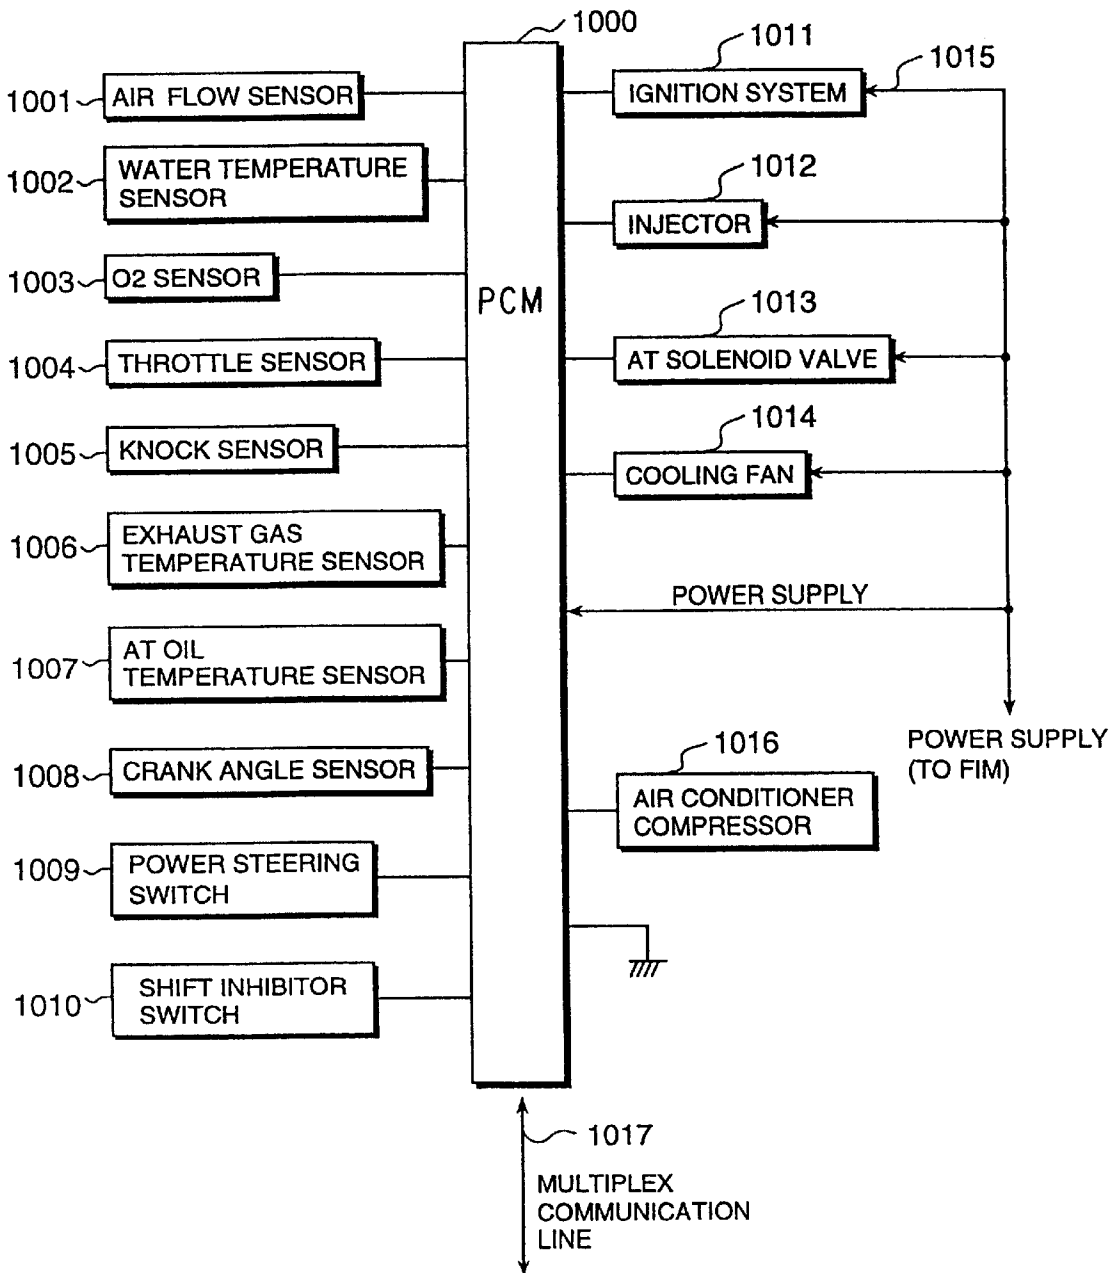 1000
PCM
1001
AIR FLOW SENSOR
1002
WATER TEMPERATURE
SENSOR
1003
O2 SENSOR
1004
THROTTLE SENSOR
1005
KNOCK SENSOR
1006
EXHAUST GAS
TEMPERATURE SENSOR
1007
AT OIL
TEMPERATURE SENSOR
1008
CRANK ANGLE SENSOR
1009
POWER STEERING
SWITCH
1010
SHIFT INHIBITOR
SWITCH
1011
IGNITION SYSTEM
1015
1012
INJECTOR
1013
AT SOLENOID VALVE
1014
COOLING FAN
POWER SUPPLY
POWER SUPPLY
(TO FIM)
1016
AIR CONDITIONER
COMPRESSOR
1017
MULTIPLEX
COMMUNICATION
LINE